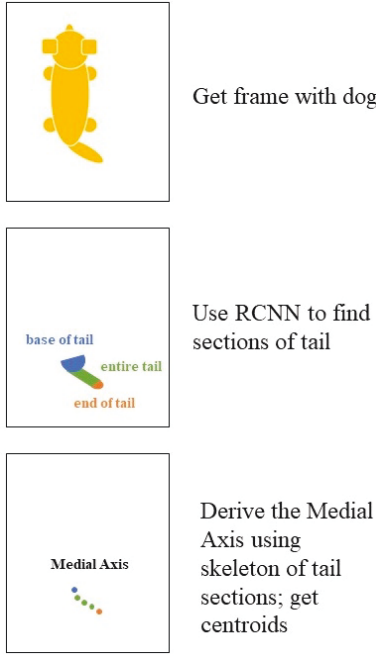 Get frame with dog
base of tail
entire tail
end of tail
Use RCNN to find
sections of tail
Medial Axis
Derive the Medial
Axis using
skeleton of tail
sections; get
centroids